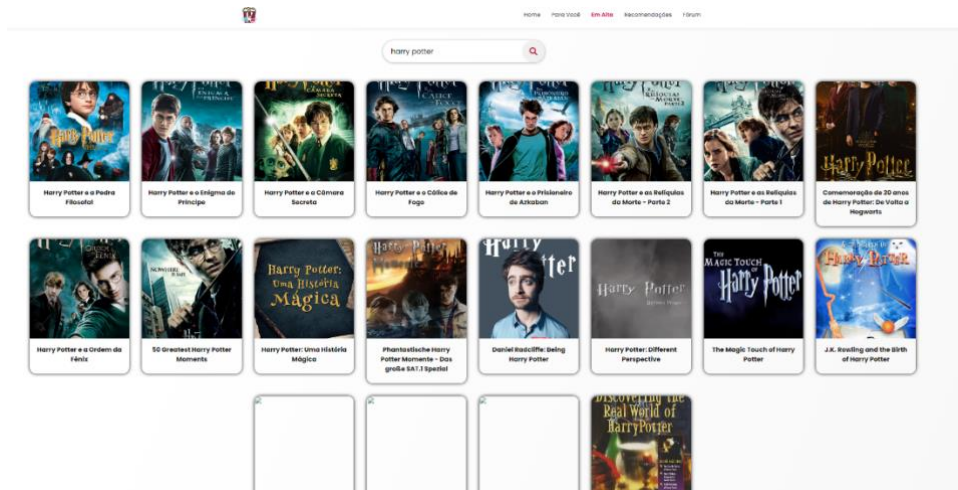 Home Para Você Em Alta Recomendações Fórum
harry potter
Harry Potter e a Pedra
Filosofal
Harry Potter e o Enigma do
Príncipe
Harry Potter e a Câmara
Secreta
Harry Potter e o Cálice de
Fogo
Harry Potter e o Prisioneiro
de Azkaban
Harry Potter e as Relíquias
da Morte - Parte 2
Harry Potter e as Relíquias
da Morte - Parte 1
Harry Potter
Comemoração de 20 anos
de Harry Potter: De Volta a
Hogwarts
Harry Potter e a Ordem da
Fênix
50 Greatest Harry Potter
Moments
Harry Potter:
Uma História
Mágica
Harry Potter: Uma História
Mágica
Phantastische Harry
Potter Momente - Das
große SAT.1 Spezial
Daniel Radcliffe: Being
Harry Potter
Harry Potter
Harry Potter: Different
Perspective
THE
MAGIC TOUCH
OF
Harry Potter
The Magic Touch of Harry
Potter
Harry Potter
J.K. Rowling and the Birth
of Harry Potter
Discovering the
Real World of
Harry Potter